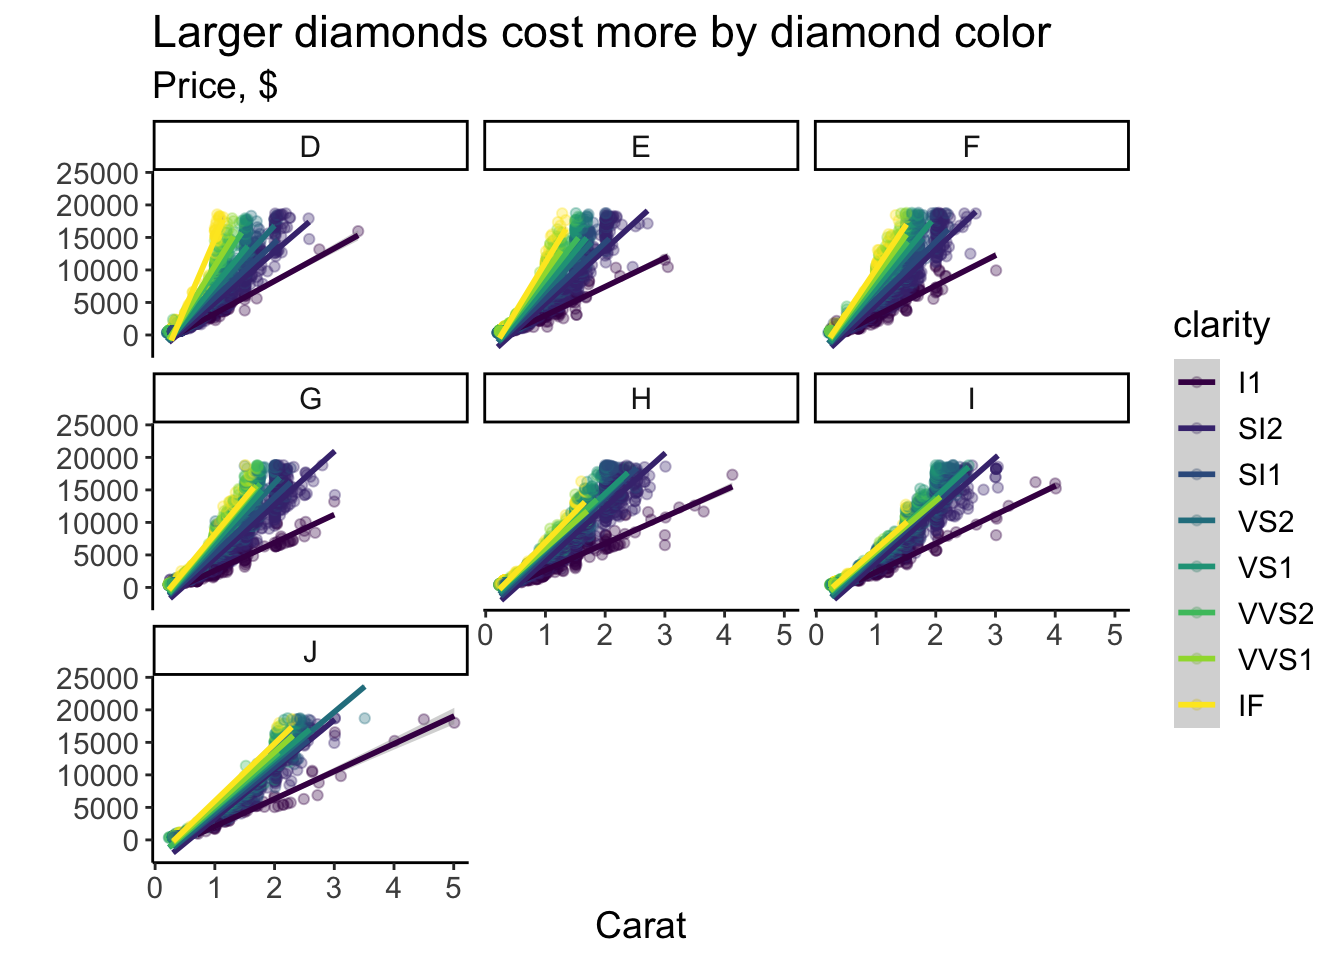 Larger diamonds cost more by diamond color
Price, $
D
E
F
25000
20000
15000
10000
5000
0
G
H
I
25000
20000
15000
10000
5000
0
0 1 2 3 4 5
0 1 2 3 4 5
J
25000
20000
15000
10000
5000
0
0 1 2 3 4 5
Carat
clarity
I1
SI2
SI1
VS2
VS1
VVS2
VVS1
IF